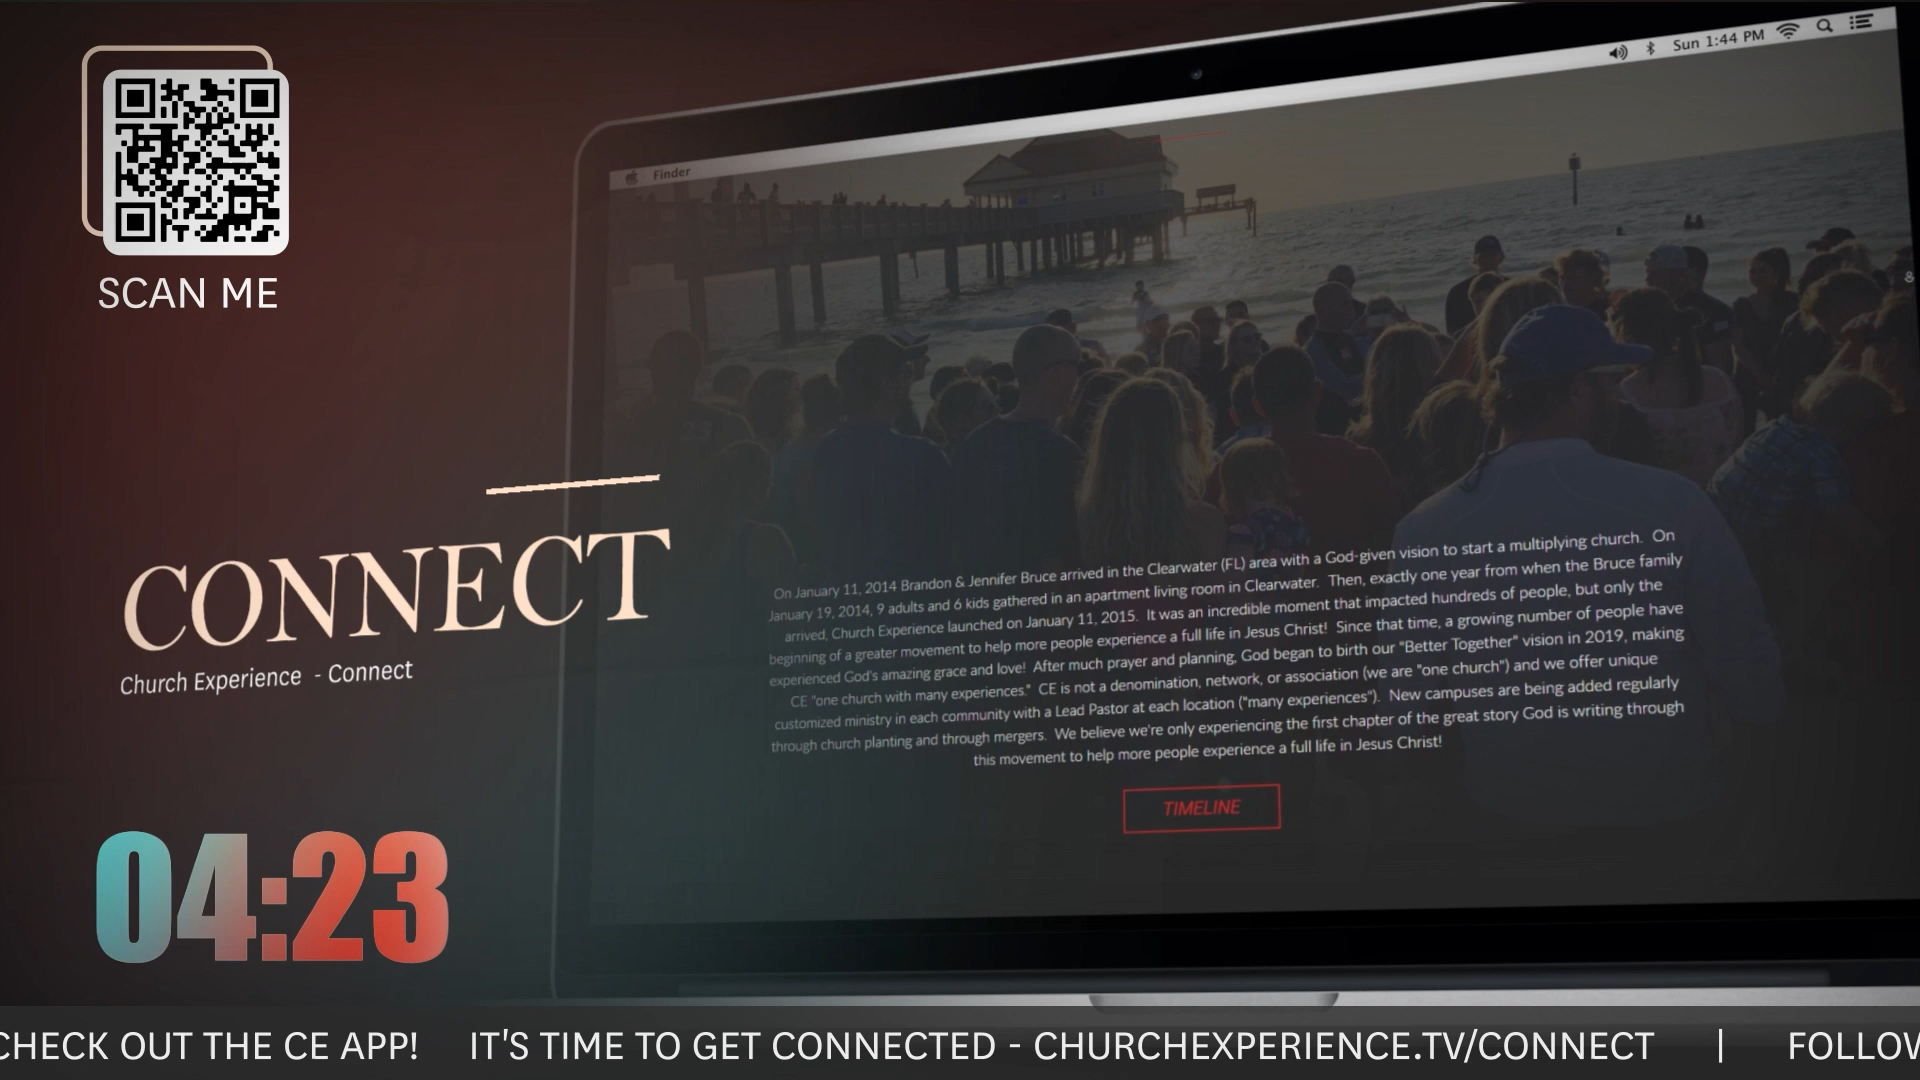 Finder
Sun 1:44 PM
SCAN ME
CONNECT
Church Experience - Connect
On January 11, 2014 Brandon & Jennifer Bruce arrived in the Clearwater (FL) area with a God-given vision to start a multiplying church. On
January 19, 2014, 9 adults and 6 kids gathered in an apartment living room in Clearwater. Then, exactly one year from when the Bruce family
arrived, Church Experience launched on January 11, 2015. It was an incredible moment that impacted hundreds of people, but only the
beginning of a greater movement to help more people experience a full life in Jesus Christ! Since that time, a growing number of people have
experienced God's amazing grace and love! After much prayer and planning, God began to birth our "Better Together" vision in 2019, making
CE "one church with many experiences." CE is not a denomination, network, or association (we are "one church") and we offer unique
customized ministry in each community with a Lead Pastor at each location ("many experiences"). New campuses are being added regularly
through church planting and through mergers. We believe we're only experiencing the first chapter of the great story God is writing through
this movement to help more people experience a full life in Jesus Christ!
TIMELINE
04:23
CHECK OUT THE CE APP! IT'S TIME TO GET CONNECTED - CHURCHEXPERIENCE.TV/CONNECT | FOLLOW